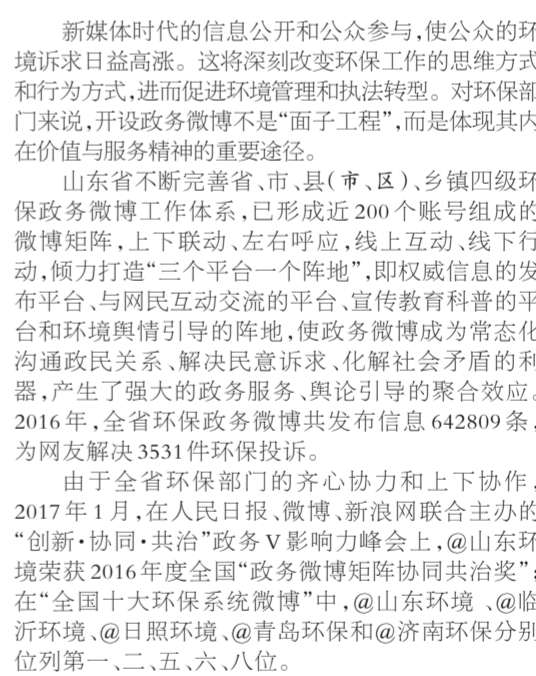 新媒体时代的信息公开和公众参与,使公众的环
境诉求日益高涨。这将深刻改变环保工作的思维方式
和行为方式,进而促进环境管理和执法转型。对环保部
门来说,开设政务微博不是“面子工程”,而是体现其内
在价值与服务精神的重要途径。
山东省不断完善省、市、县(市、区)、乡镇四级环
保政务微博工作体系,已形成近200个账号组成的
微博矩阵,上下联动、左右呼应,线上互动、线下行
动,倾力打造“三个平台一个阵地”,即权威信息的发
布平台、与网民互动交流的平台、宣传教育科普的平
台和环境舆情引导的阵地,使政务微博成为常态化
沟通政民关系、解决民意诉求、化解社会矛盾的利
器,产生了强大的政务服务、舆论引导的聚合效应。
2016年,全省环保政务微博共发布信息642809条,
为网友解决3531件环保投诉。
由于全省环保部门的齐心协力和上下协作,
2017年1月,在人民日报、微博、新浪网联合主办的
“创新·协同·共治”政务V影响力峰会上,@山东环
境荣获2016年度全国“政务微博矩阵协同共治奖”;
在“全国十大环保系统微博”中,@山东环境 、@临
沂环境、@日照环境、@青岛环保和@济南环保分别
位列第一、二、五、六、八位。